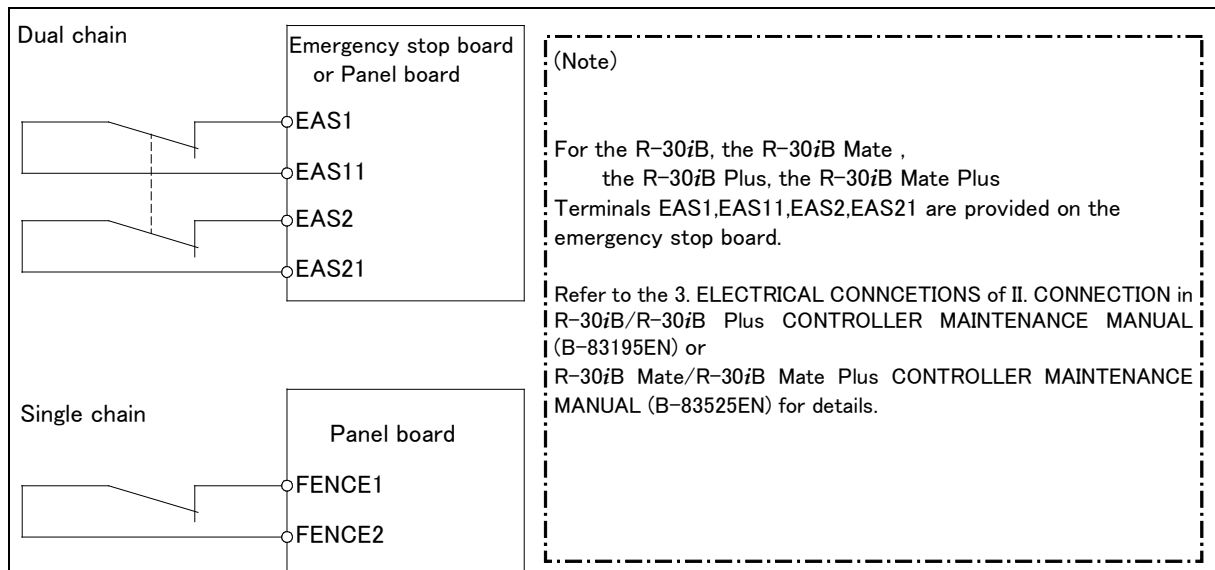 Dual chain
Emergency stop board
or Panel board
EAS1
EAS11
EAS2
EAS21
Single chain
Panel board
FENCE1
FENCE2
(Note)
For the R-30iB, the R-30iB Mate ,
the R-30iB Plus, the R-30iB Mate Plus
Terminals EAS1,EAS11,EAS2,EAS21 are provided on the
emergency stop board.
Refer to the 3. ELECTRICAL CONNCETIONS of II. CONNECTION in
R-30iB/R-30iB Plus CONTROLLER MAINTENANCE MANUAL
(B-83195EN) or
R-30iB Mate/R-30iB Mate Plus CONTROLLER MAINTENANCE
MANUAL (B-83525EN) for details.